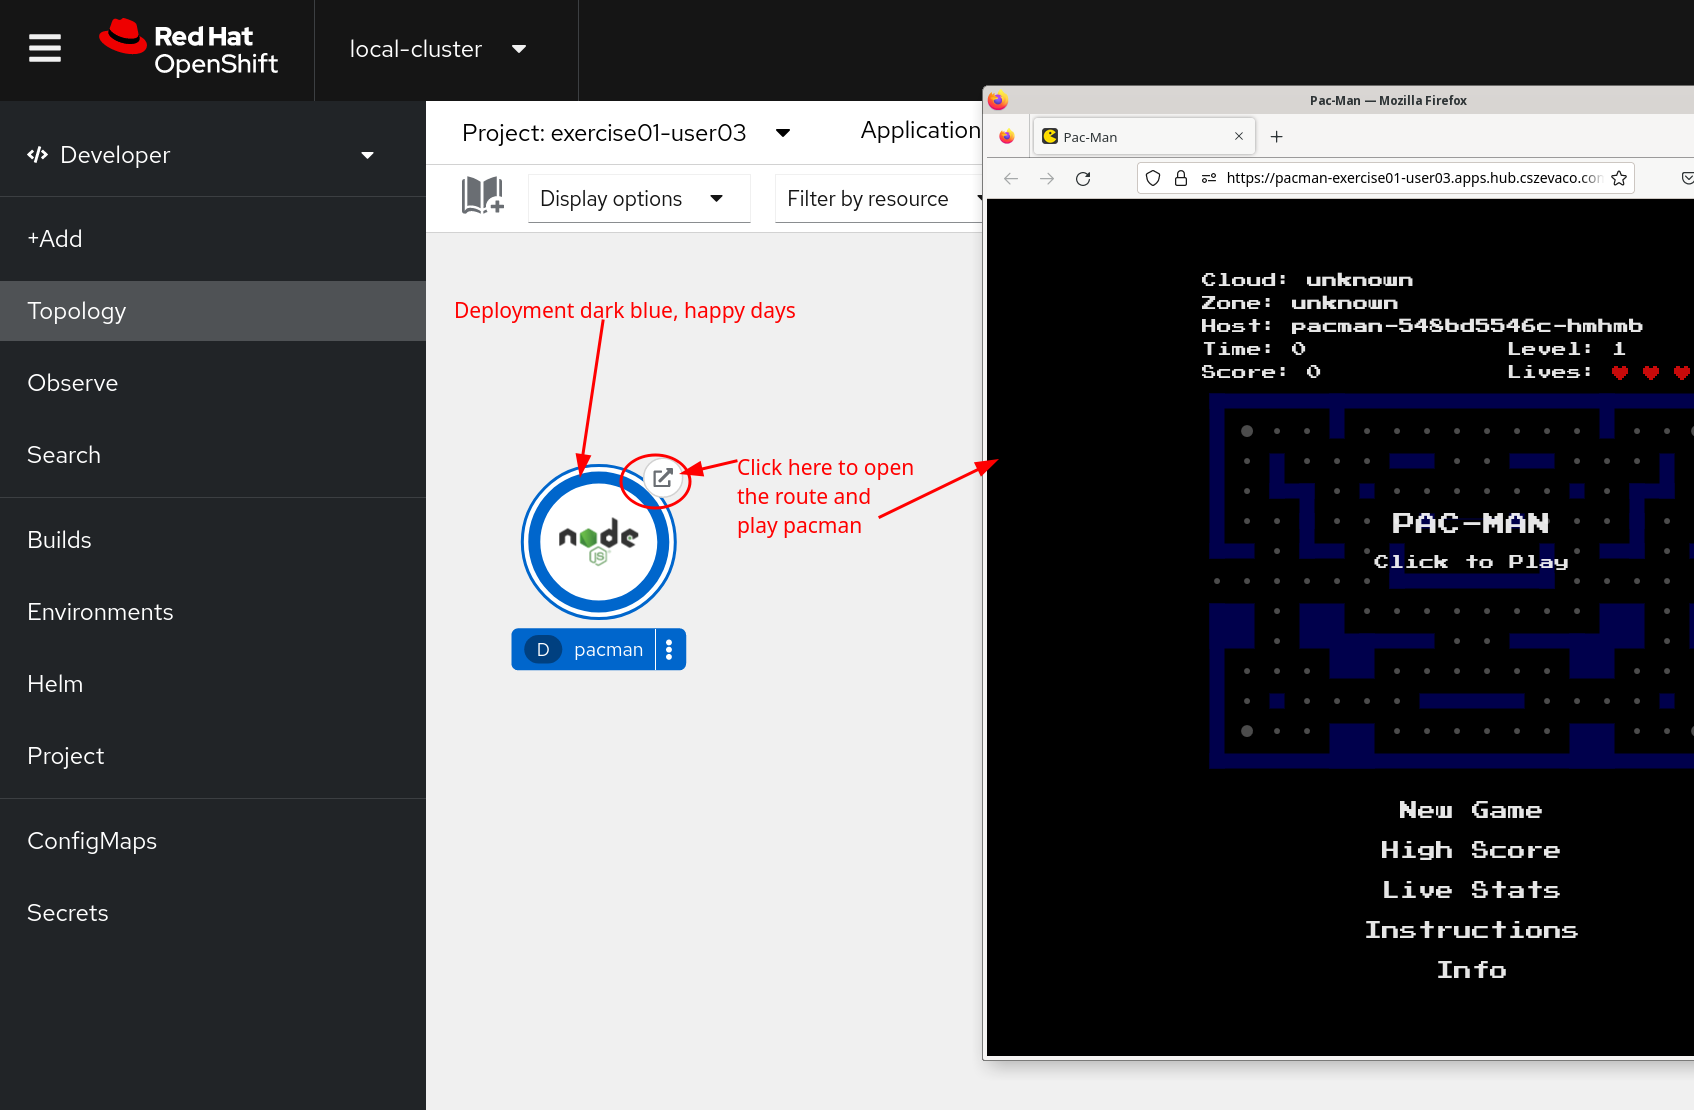 Red Hat
OpenShift
local-cluster
Developer
+Add
Topology
Observe
Search
Builds
Environments
Helm
Project
ConfigMaps
Secrets
Project: exercise01-user03
Application
Display options
Filter by resource
Deployment dark blue, happy days
Click here to open
the route and
play pacman
node
JS
D pacman
Pac-Man — Mozilla Firefox
Pac-Man
https://pacman-exercise01-user03.apps.hub.cszevaco.com
Cloud: unknown
Zone: unknown
Host: pacman-548bd5546c-hmhmb
Time: 0 Level: 1
Score: 0 Lives:
PAC-MAN
Click to Play
New Game
High Score
Live Stats
Instructions
Info